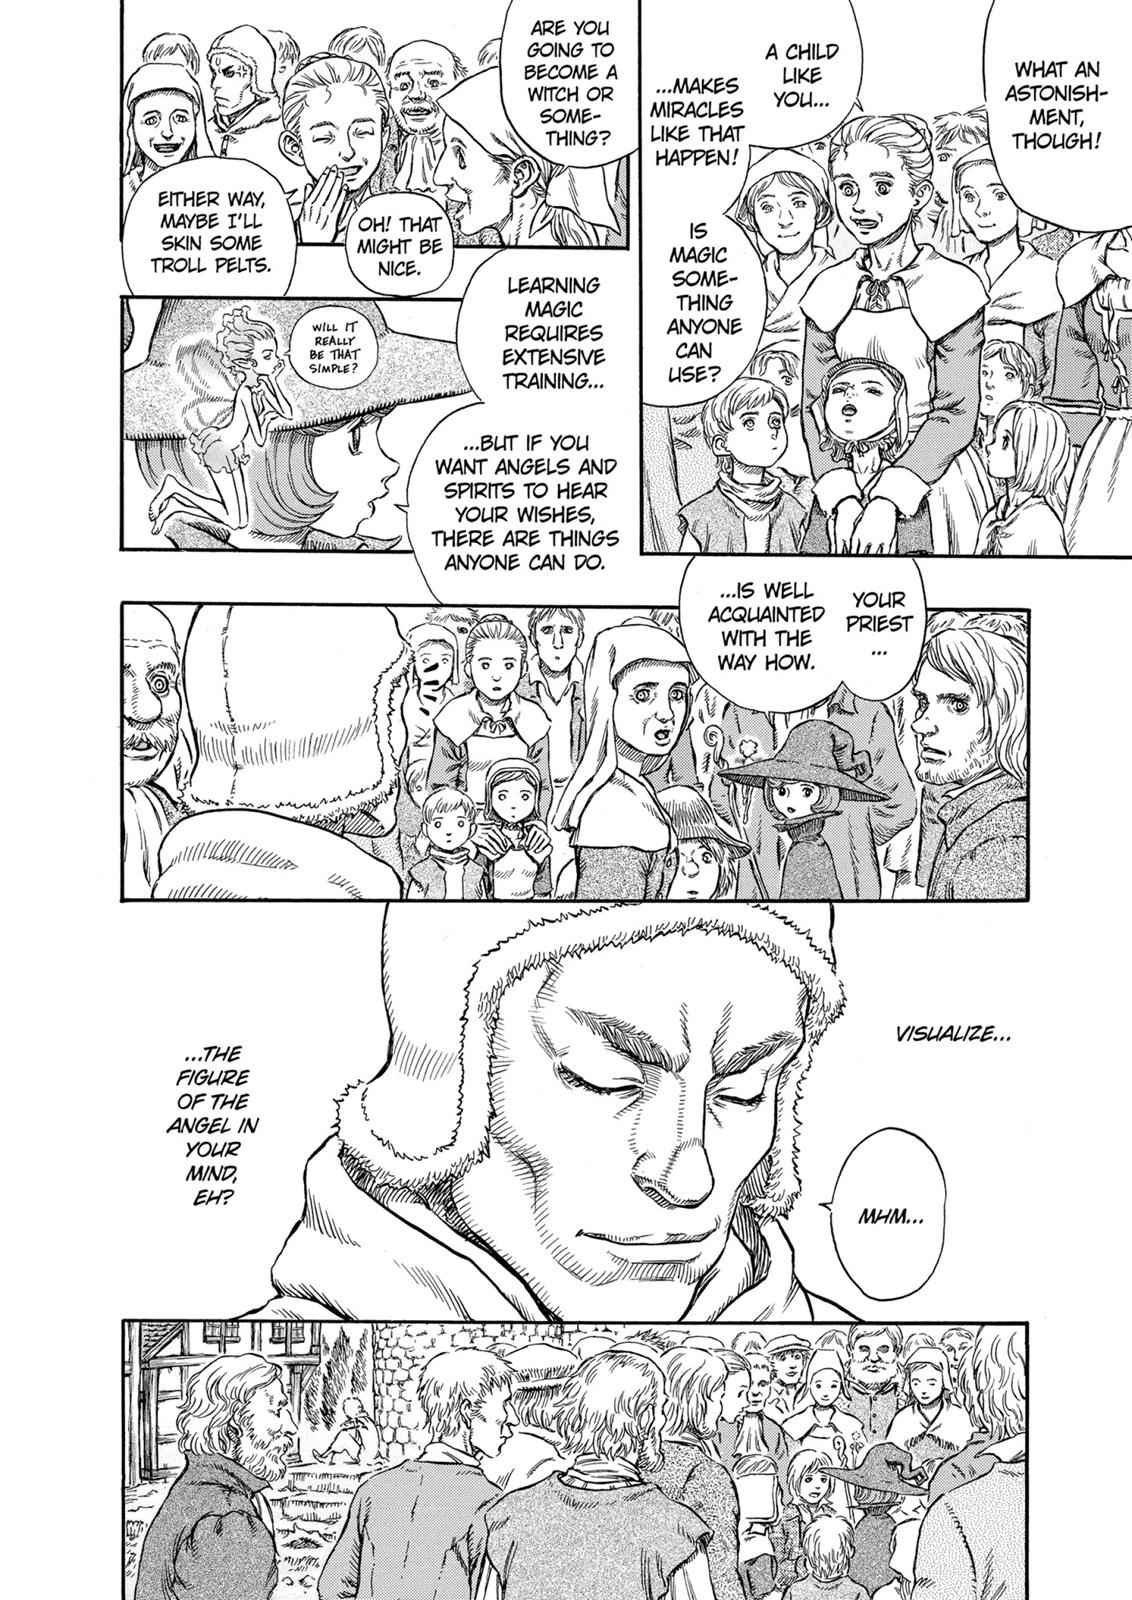 WHAT AN
ASTONISH-
MENT,
THOUGH!
A CHILD
LIKE
YOU...
...MAKES
MIRACLES
LIKE THAT
HAPPEN!
IS
MAGIC
SOME-
THING
ANYONE
CAN
USE?
ARE YOU
GOING TO
BECOME A
WITCH OR
SOME-
THING?
OH! THAT
MIGHT BE
NICE.
EITHER WAY,
MAYBE I'LL
SKIN SOME
TROLL PELTS.
LEARNING
MAGIC
REQUIRES
EXTENSIVE
TRAINING...
...BUT IF YOU
WANT ANGELS AND
SPIRITS TO HEAR
YOUR WISHES,
THERE ARE THINGS
ANYONE CAN DO.
WILL IT
REALLY
BE THAT
SIMPLE?
YOUR
PRIEST
...
...IS WELL
ACQUAINTED
WITH THE
WAY HOW.
VISUALIZE...
MHM...
...THE
FIGURE
OF THE
ANGEL IN
YOUR
MIND,
EH?